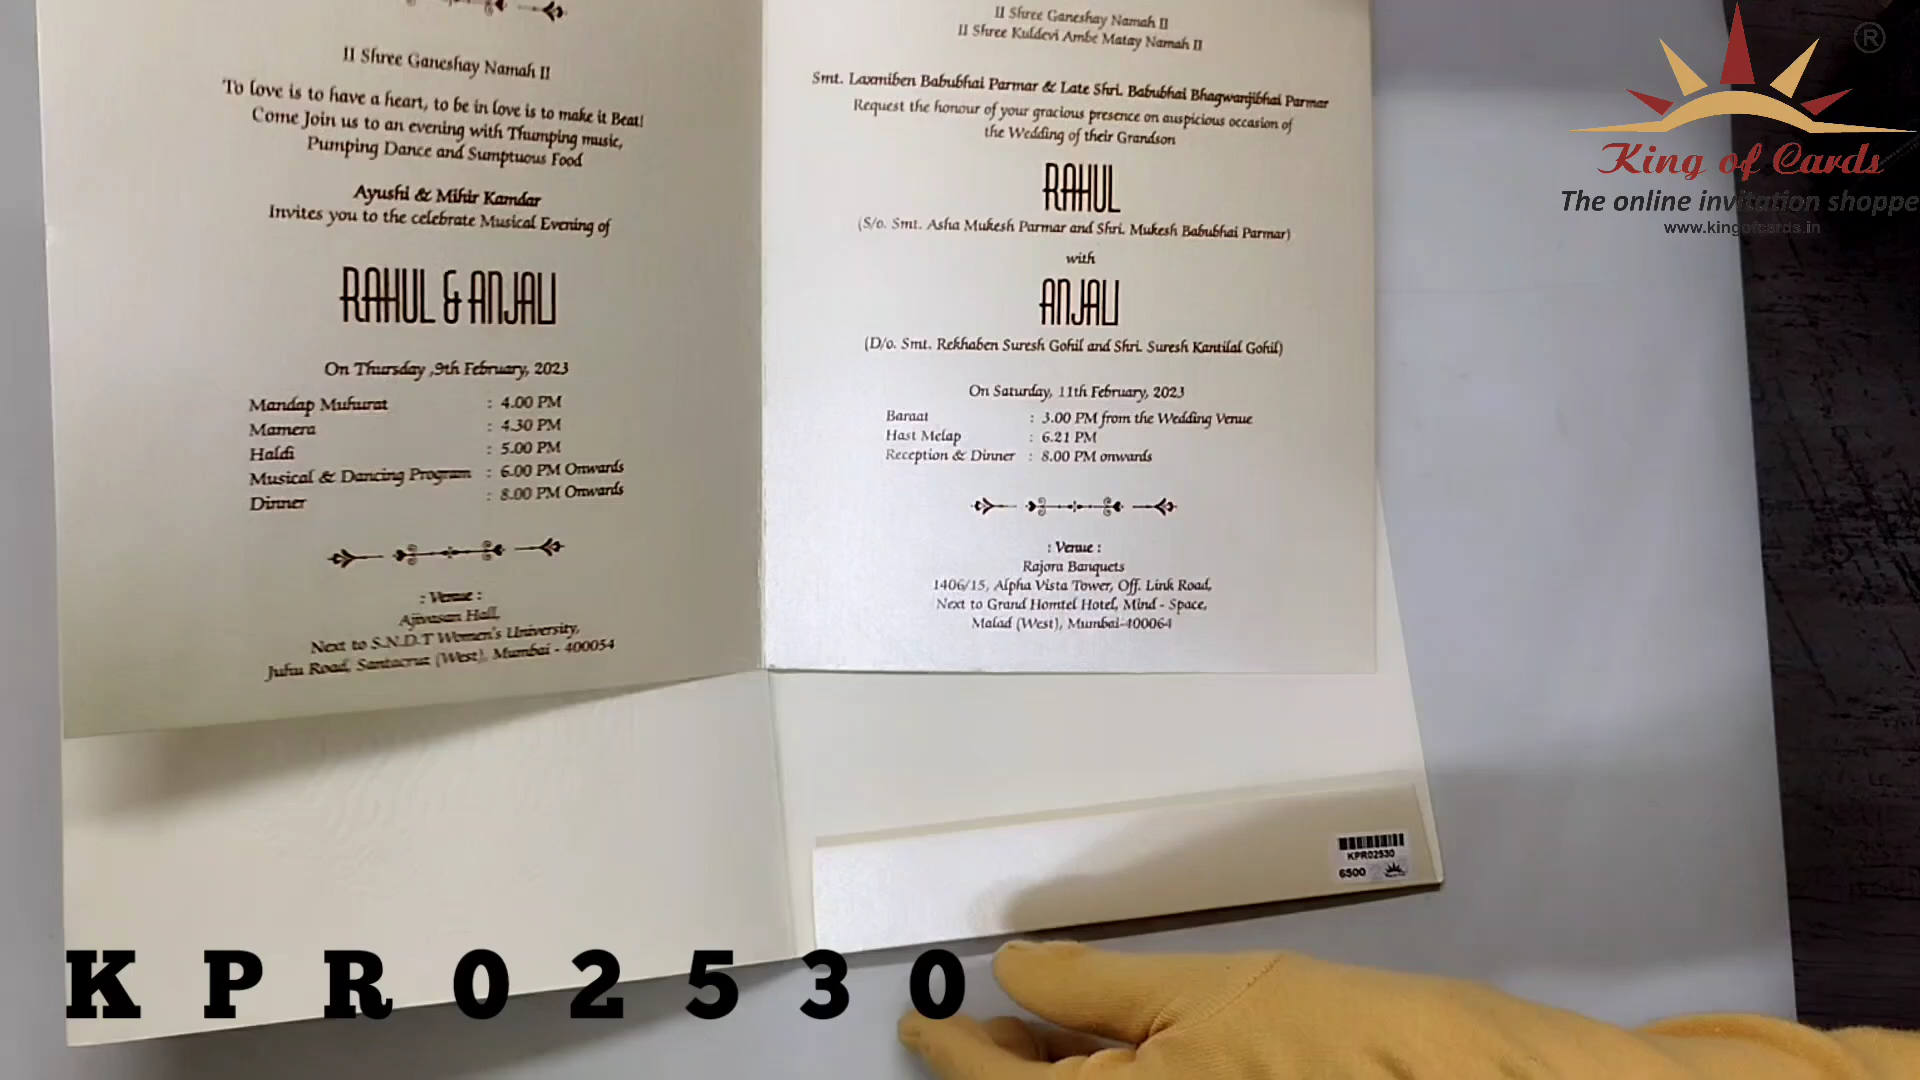 II Shree Ganeshay Namah II
To love is to have a heart, to be in love is to make it Beat!
Come Join us to an evening with Thumping music,
Pumping Dance and Sumptuous Food
Ayushi & Mihir Kamdar
Invites you to the celebrate Musical Evening of
RAHUL & ANJALI
On Thursday ,9th February, 2023
Mandap Muhurat : 4.00 PM
Mamera : 4.30 PM
Haldi : 5.00 PM
Musical & Dancing Program : 6.00 PM Onwards
Dinner : 8.00 PM Onwards
: Venue :
Ajivasan Hall,
Next to S.N.D.T Women's University,
Juhu Road, Santacruz (West), Mumbai - 400054
II Shree Ganeshay Namah II
II Shree Kuldevi Ambe Matay Namah II
Smt. Laxmiben Babubhai Parmar & Late Shri. Babubhai Bhagwanjibhai Parmar
Request the honour of your gracious presence on auspicious occasion of
the Wedding of their Grandson
RAHUL
(S/o. Smt. Asha Mukesh Parmar and Shri. Mukesh Babubhai Parmar)
with
ANJALI
(D/o. Smt. Rekhaben Suresh Gohil and Shri. Suresh Kantilal Gohil)
On Saturday, 11th February, 2023
Baraat : 3.00 PM from the Wedding Venue
Hast Melap : 6.21 PM
Reception & Dinner : 8.00 PM onwards
: Venue :
Rajora Banquets
1406/15, Alpha Vista Tower, Off. Link Road,
Next to Grand Homtel Hotel, Mind - Space,
Malad (West), Mumbai-400064
KPR02530
6500
KPR02530
®
King of Cards
The online invitation shoppe
www.kingofcards.in